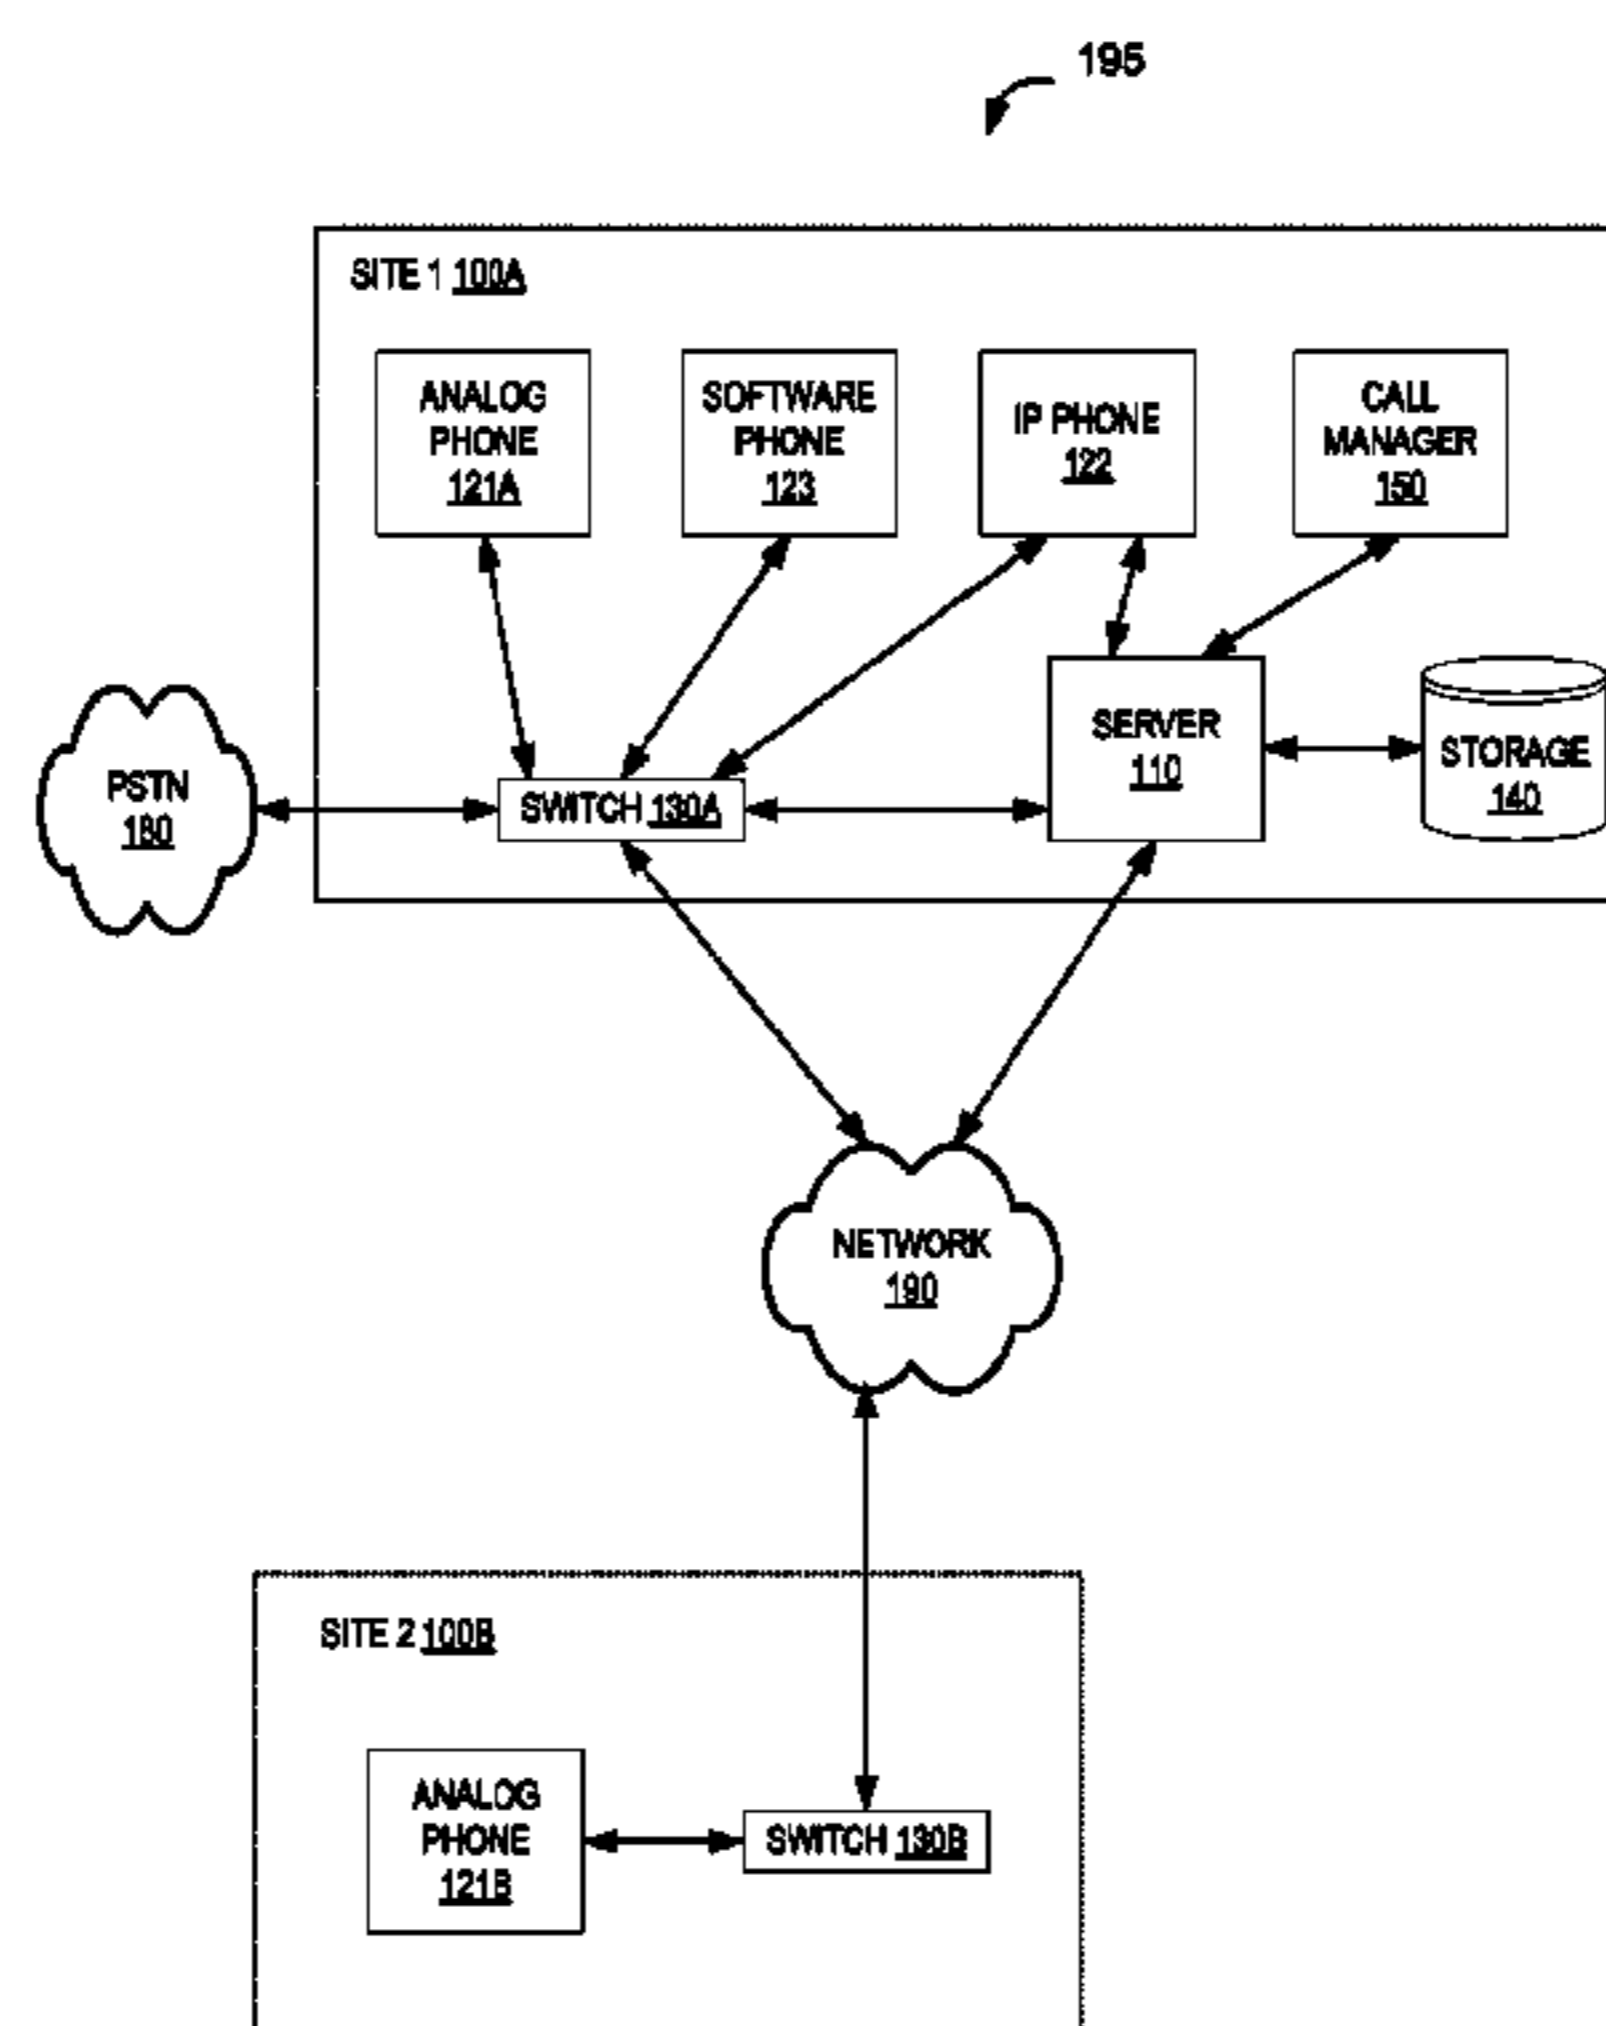 195
SITE 1 100A
ANALOG
PHONE
121A
SOFTWARE
PHONE
123
IP PHONE
122
CALL
MANAGER
150
PSTN
180
SWITCH 130A
SERVER
110
STORAGE
140
NETWORK
190
SITE 2 100B
ANALOG
PHONE
121B
SWITCH 130B